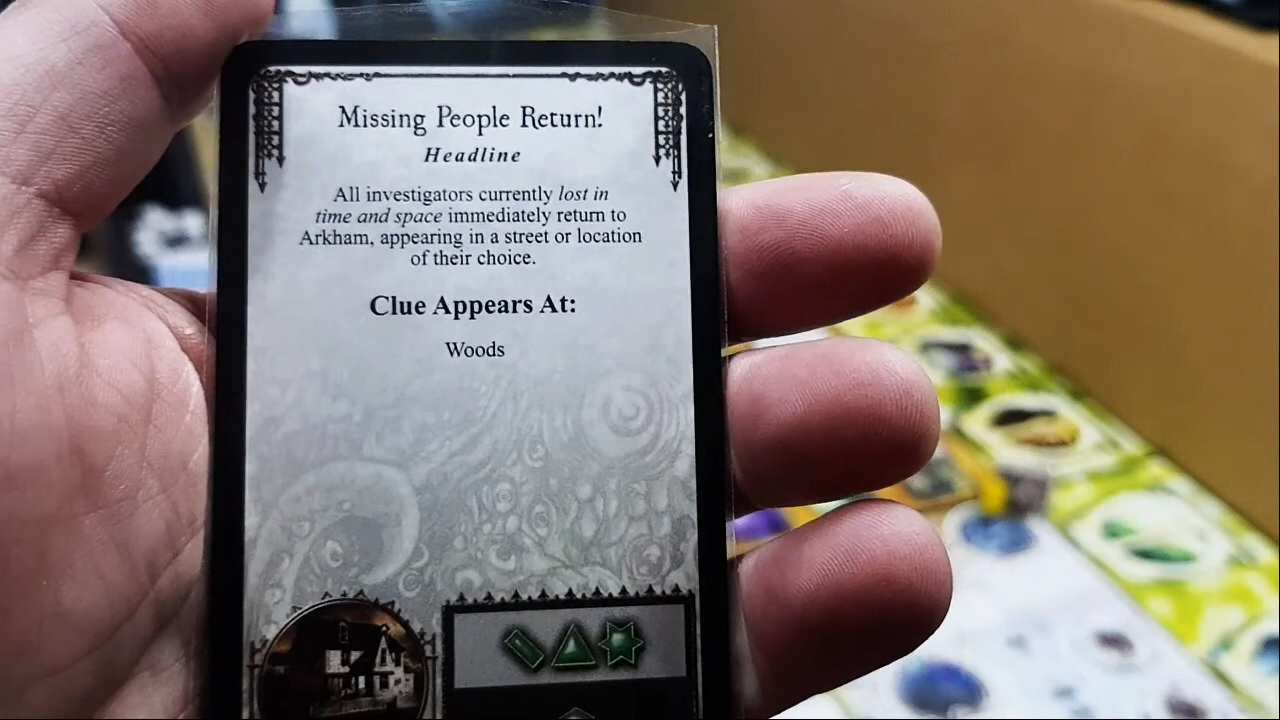 Missing People Return!
Headline
All investigators currently lost in
time and space immediately return to
Arkham, appearing in a street or location
of their choice.
Clue Appears At:
Woods